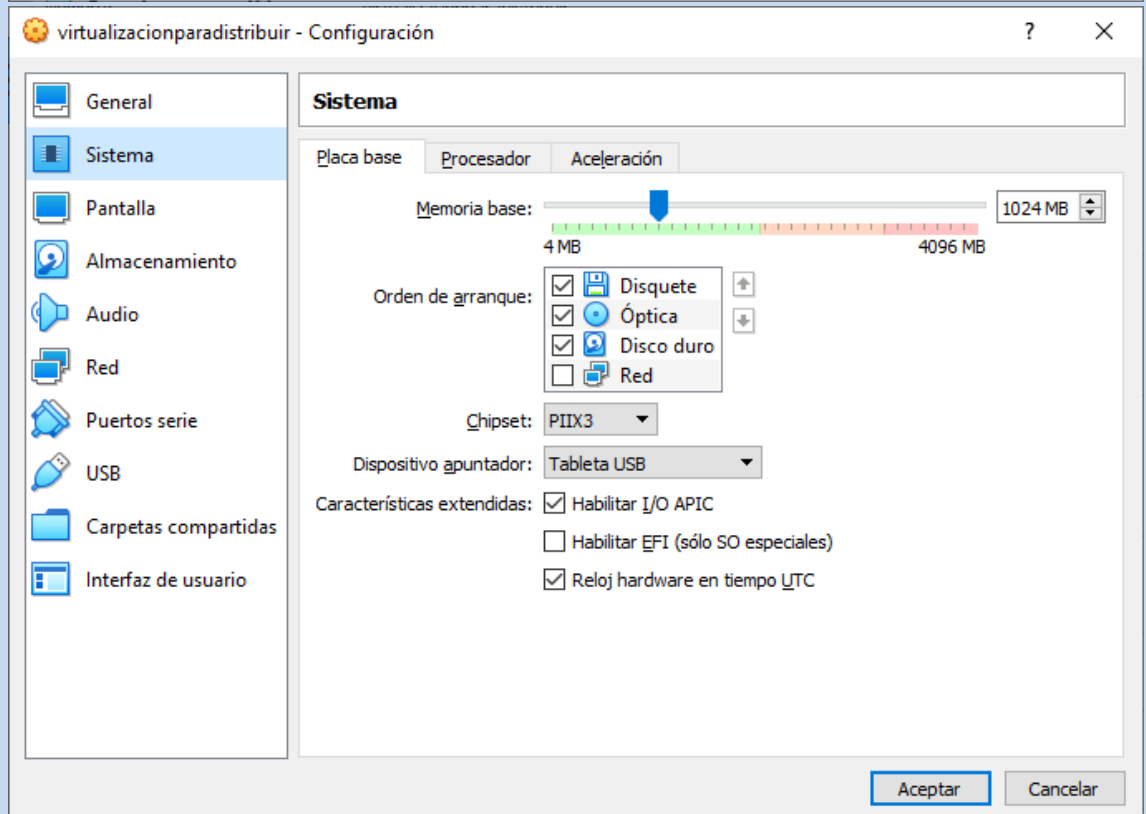 virtualizacionparadistribuir - Configuración
?
General
Sistema
Pantalla
Almacenamiento
Audio
Red
Puertos serie
USB
Carpetas compartidas
Interfaz de usuario
Sistema
Placa base
Procesador
Aceleración
Memoria base:
1024 MB
4 MB
4096 MB
Orden de arranque:
Disquete
Óptica
Disco duro
Red
Chipset:
PIIX3
Dispositivo apuntador:
Tableta USB
Características extendidas:
Habilitar I/O APIC
Habilitar EFI (sólo SO especiales)
Reloj hardware en tiempo UTC
Aceptar
Cancelar